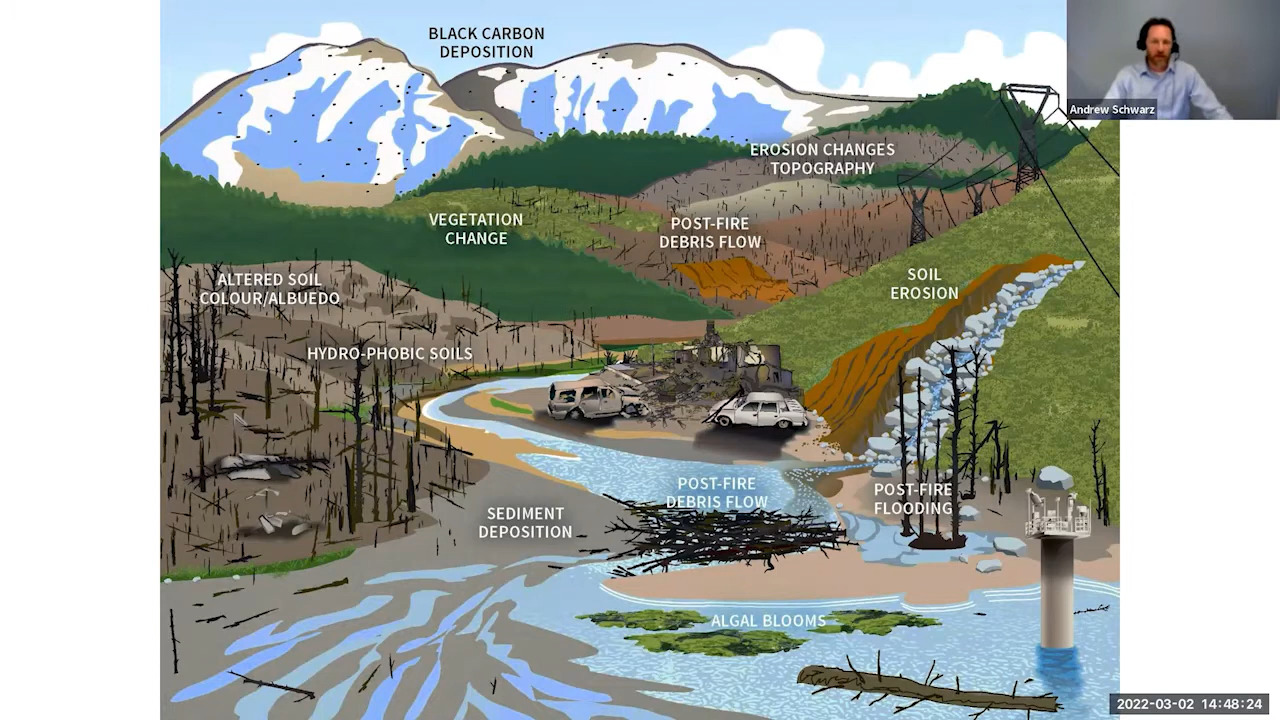 BLACK CARBON
DEPOSITION
Andrew Schwarz
EROSION CHANGES
TOPOGRAPHY
VEGETATION
CHANGE
POST-FIRE
DEBRIS FLOW
ALTERED SOIL
COLOUR/ALBUEDO
SOIL
EROSION
HYDRO-PHOBIC SOILS
POST-FIRE
DEBRIS FLOW
POST-FIRE
FLOODING
SEDIMENT
DEPOSITION
ALGAL BLOOMS
2022-03-02 14:48:24